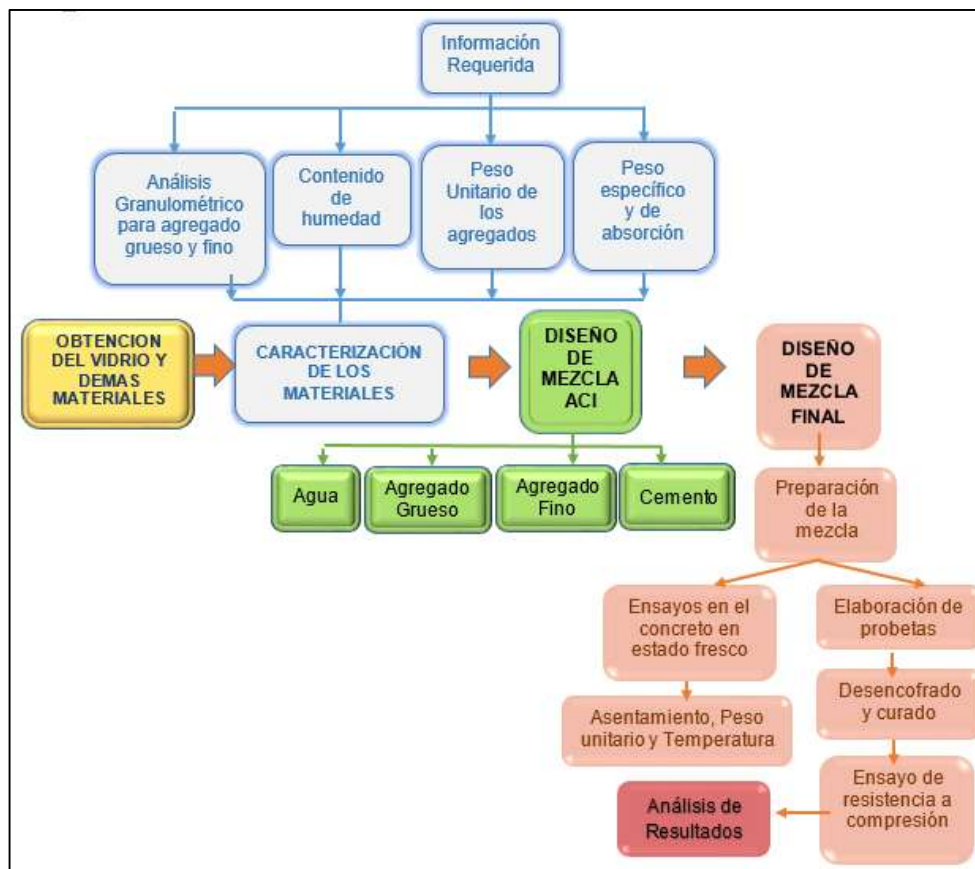 Información
Requerida
Análisis
Granulométrico
para agregado
grueso y fino
Contenido
de
humedad
Peso
Unitario de
los
agregados
Peso
específico
y de
absorción
OBTENCION
DEL VIDRIO Y
DEMAS
MATERIALES
CARACTERIZACIÓN
DE LOS
MATERIALES
DISEÑO
DE
MEZCLA
ACI
DISEÑO
DE
MEZCLA
FINAL
Agua
Agregado
Grueso
Agregado
Fino
Cemento
Preparación
de la
mezcla
Ensayos en el
concreto en
estado fresco
Elaboración de
probetas
Asentamiento, Peso
unitario y Temperatura
Desencofrado
y curado
Ensayo de
resistencia a
compresión
Análisis de
Resultados